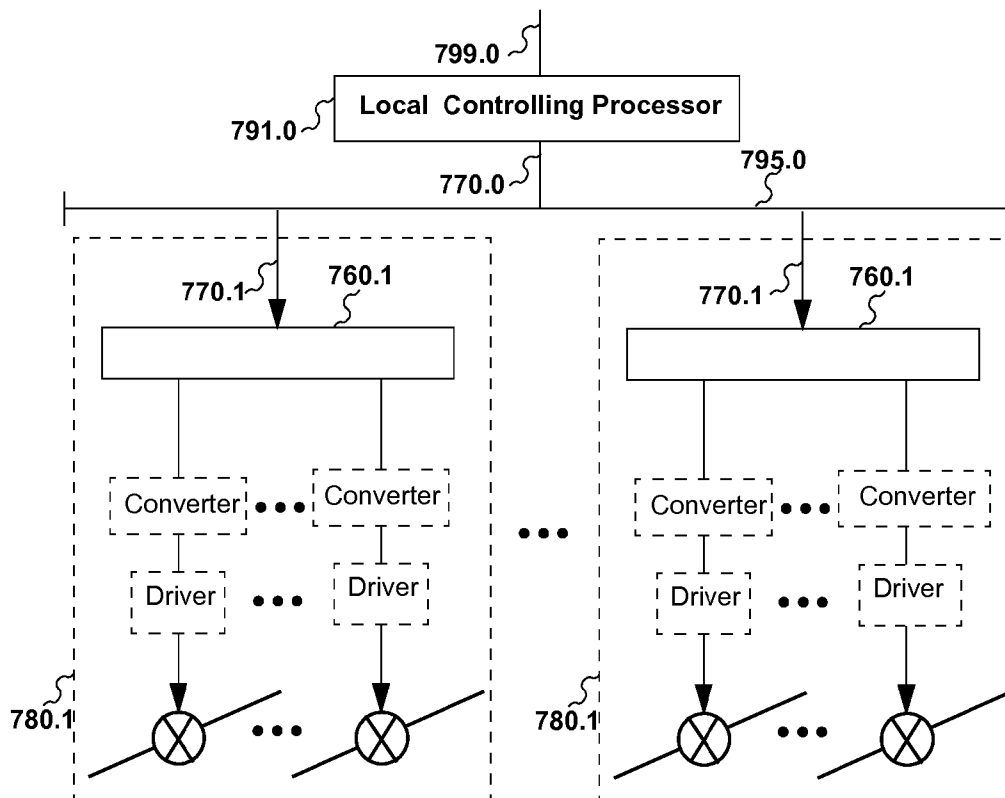 799.0
Local Controlling Processor
791.0
770.0
795.0
770.1
760.1
770.1
760.1
Converter
Converter
Converter
Converter
Driver
Driver
Driver
Driver
780.1
780.1